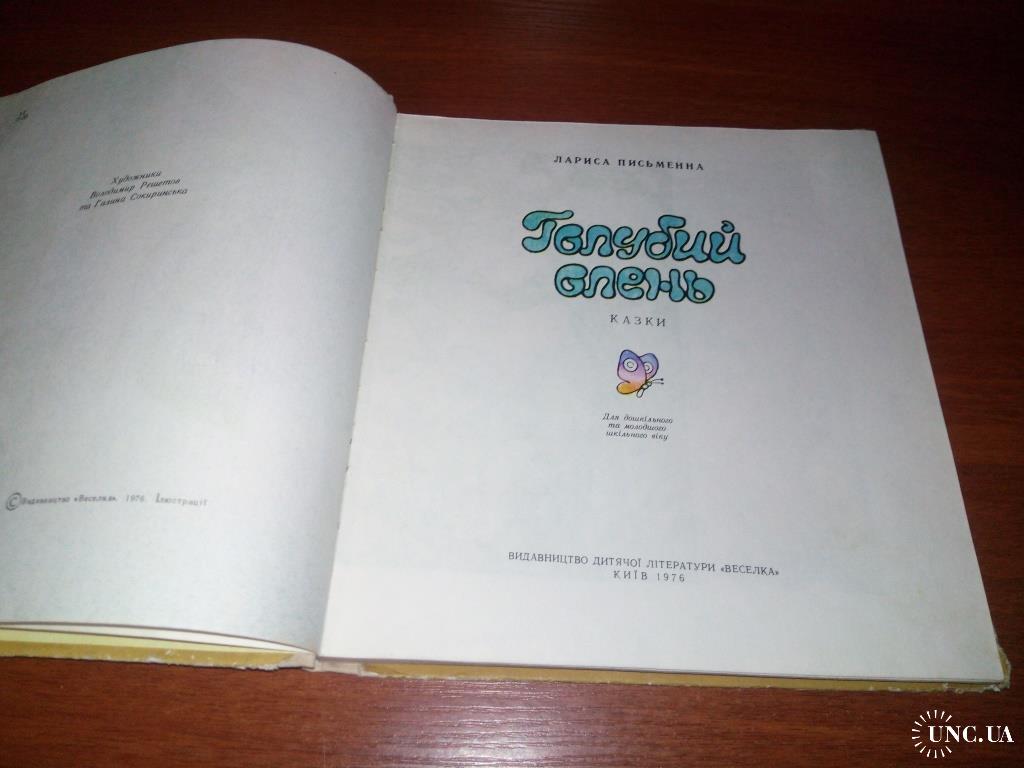 Художники
Володимир Решетов
та Галина Сокиринська
© Видавництво «Веселка». 1976. Ілюстрації
ЛАРИСА ПИСЬМЕННА
Голубий
олень
КАЗКИ
Для дошкільного
та молодшого
шкільного віку
ВИДАВНИЦТВО ДИТЯЧОЇ ЛІТЕРАТУРИ «ВЕСЕЛКА»
КИЇВ 1976
UNC.UA